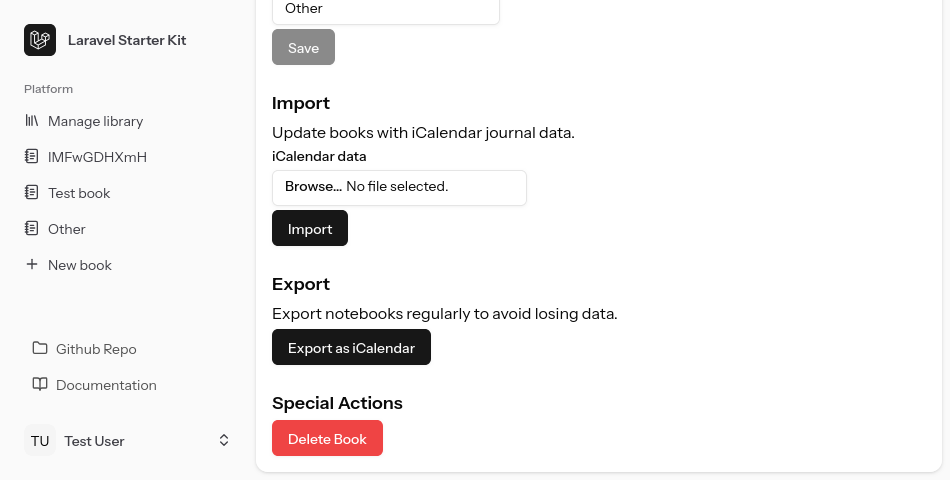 Laravel Starter Kit
Platform
Manage library
IMFwGDHXmH
Test book
Other
New book
Github Repo
Documentation
TU
Test User
Other
Save
Import
Update books with iCalendar journal data.
iCalendar data
Browse... No file selected.
Import
Export
Export notebooks regularly to avoid losing data.
Export as iCalendar
Special Actions
Delete Book